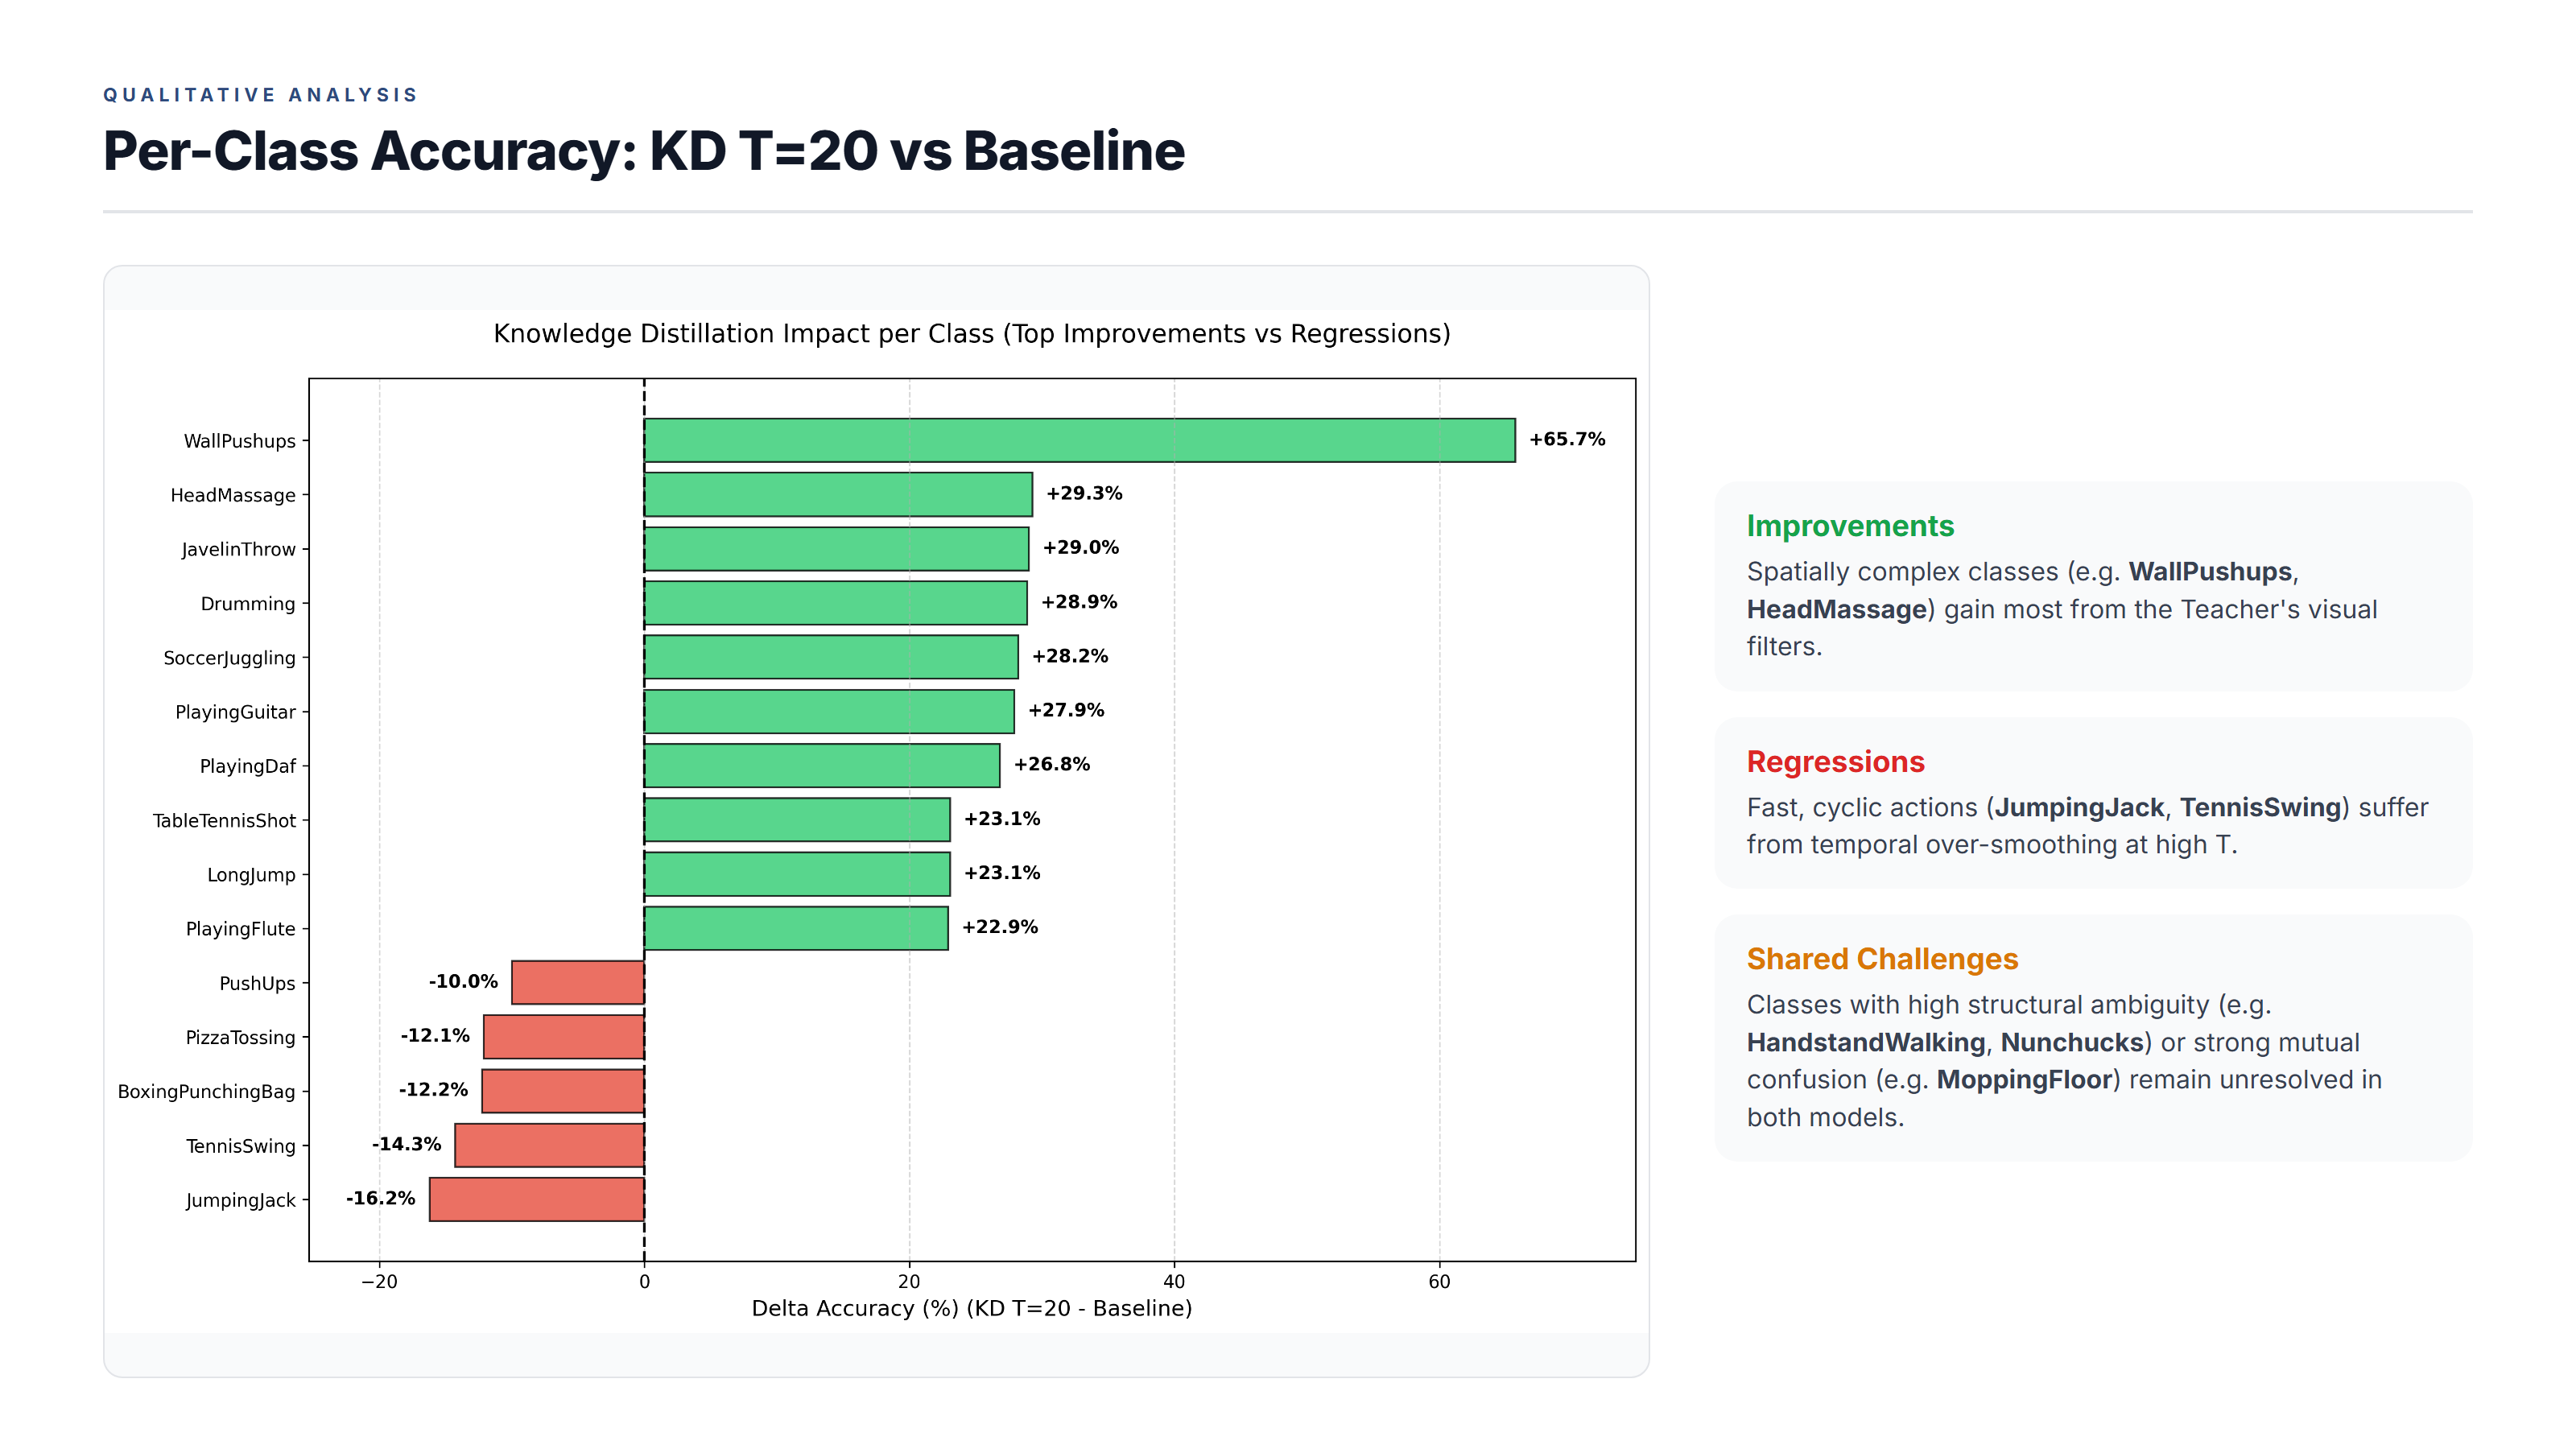 QUALITATIVE ANALYSIS
Per-Class Accuracy: KD T=20 vs Baseline
Knowledge Distillation Impact per Class (Top Improvements vs Regressions)
WallPushups +65.7%
HeadMassage +29.3%
JavelinThrow +29.0%
Drumming +28.9%
SoccerJuggling +28.2%
PlayingGuitar +27.9%
PlayingDaf +26.8%
TableTennisShot +23.1%
LongJump +23.1%
PlayingFlute +22.9%
PushUps -10.0%
PizzaTossing -12.1%
BoxingPunchingBag -12.2%
TennisSwing -14.3%
JumpingJack -16.2%
−20 0 20 40 60
Delta Accuracy (%) (KD T=20 - Baseline)
Improvements
Spatially complex classes (e.g. WallPushups,
HeadMassage) gain most from the Teacher's visual
filters.
Regressions
Fast, cyclic actions (JumpingJack, TennisSwing) suffer
from temporal over-smoothing at high T.
Shared Challenges
Classes with high structural ambiguity (e.g.
HandstandWalking, Nunchucks) or strong mutual
confusion (e.g. MoppingFloor) remain unresolved in
both models.